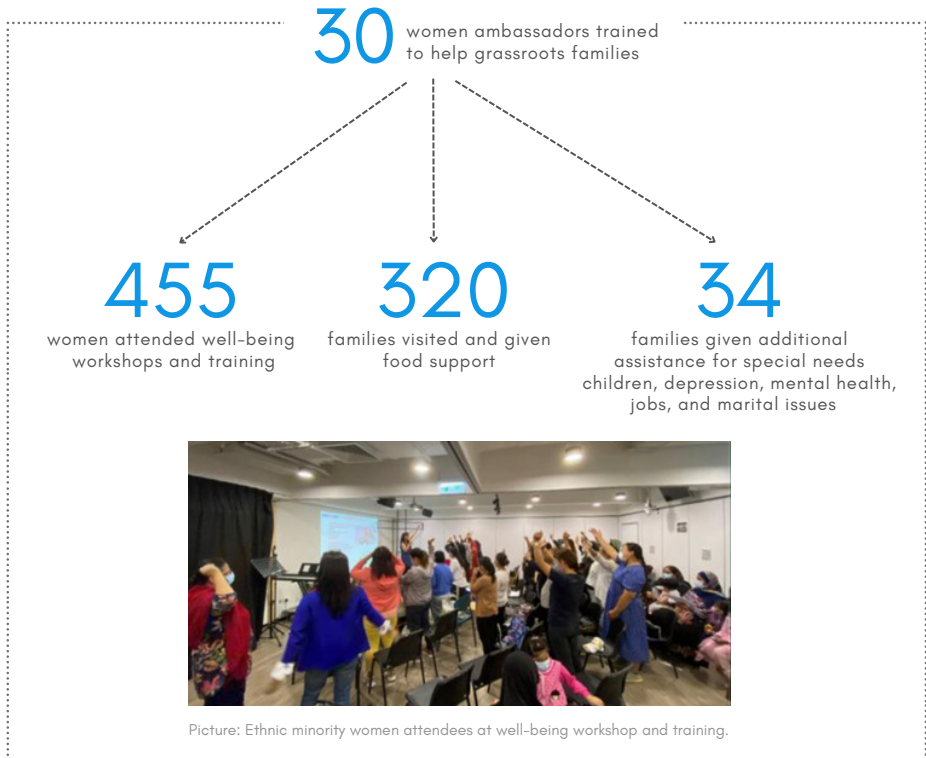 30
women ambassadors trained
to help grassroots families
455
women attended well-being
workshops and training
320
families visited and given
food support
34
families given additional
assistance for special needs
children, depression, mental health,
jobs, and marital issues
Picture: Ethnic minority women attendees at well-being workshop and training.